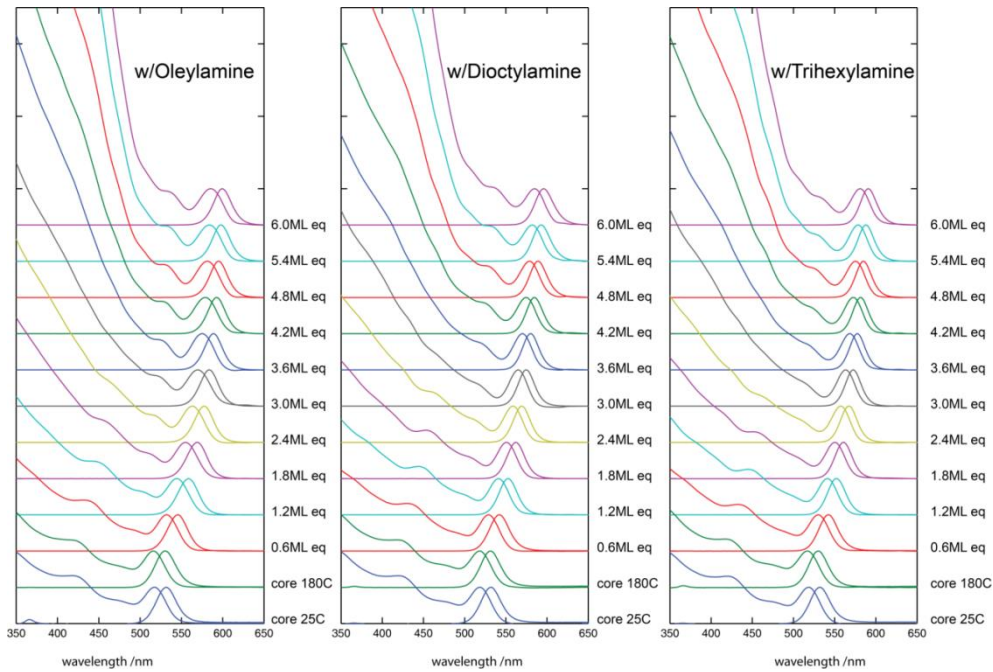 w/Oleylamine
6.0ML eq
5.4ML eq
4.8ML eq
4.2ML eq
3.6ML eq
3.0ML eq
2.4ML eq
1.8ML eq
1.2ML eq
0.6ML eq
core 180C
core 25C
350 400 450 500 550 600 650
wavelength /nm
w/Dioctylamine
6.0ML eq
5.4ML eq
4.8ML eq
4.2ML eq
3.6ML eq
3.0ML eq
2.4ML eq
1.8ML eq
1.2ML eq
0.6ML eq
core 180C
core 25C
350 400 450 500 550 600 650
wavelength /nm
w/Trihexylamine
6.0ML eq
5.4ML eq
4.8ML eq
4.2ML eq
3.6ML eq
3.0ML eq
2.4ML eq
1.8ML eq
1.2ML eq
0.6ML eq
core 180C
core 25C
350 400 450 500 550 600 650
wavelength /nm